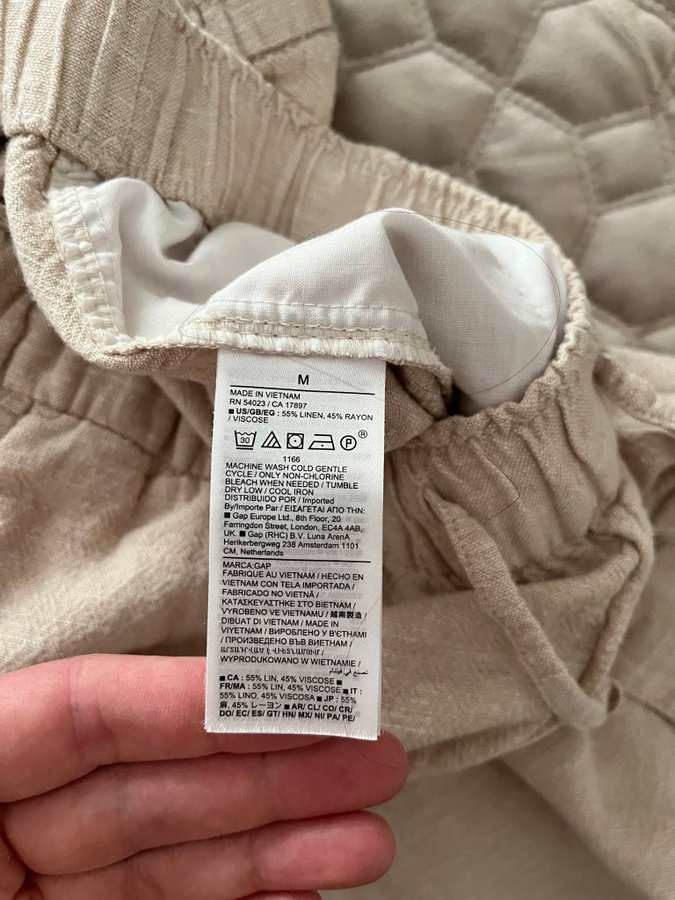 M
MADE IN VIETNAM
RN 54023 / CA 17897
■ US/GB/EG : 55% LINEN, 45% RAYON
/ VISCOSE
30 P ®
1166
MACHINE WASH COLD GENTLE
CYCLE / ONLY NON-CHLORINE
BLEACH WHEN NEEDED / TUMBLE
DRY LOW / COOL IRON
DISTRIBUIDO POR / Imported
By/Importe Par / ΕΙΣΑΓΕΤΑΙ ΑΠΟ ΤΗΝ:
■ Gap Europe Ltd., 8th Floor, 20
Farringdon Street, London, EC4A 4AB,
UK. ■ Gap (RHC) B.V. Luna ArenA
Herikerbergweg 238 Amsterdam 1101
CM, Netherlands
MARCA:GAP
FABRIQUE AU VIETNAM / HECHO EN
VIETNAM CON TELA IMPORTADA /
FABRICADO NO VIETNÃ /
ΚΑΤΑΣΚΕΥΑΣΤΗΚΕ ΣΤΟ ΒΙΕΤΝΑΜ /
VYROBENO VE VIETNAMU / 越南製造 /
DIBUAT DI VIETNAM / MADE IN
VIYETNAM / ВИРОБЛЕНО У В'ЄТНАМІ
/ ПРОИЗВЕДЕНО ВЪВ ВИЕТНАМ /
WYPRODUKOWANO W WIETNAMIE /
صنع في فيتنام
■ CA : 55% LIN, 45% VISCOSE ■
FR/MA : 55% LIN, 45% VISCOSE ■ IT :
55% LINO, 45% VISCOSA ■ JP : 55%
麻, 45% レーヨン ■ AR/ CL/ CO/ CR/
DO/ EC/ ES/ GT/ HN/ MX/ NI/ PA/ PE/